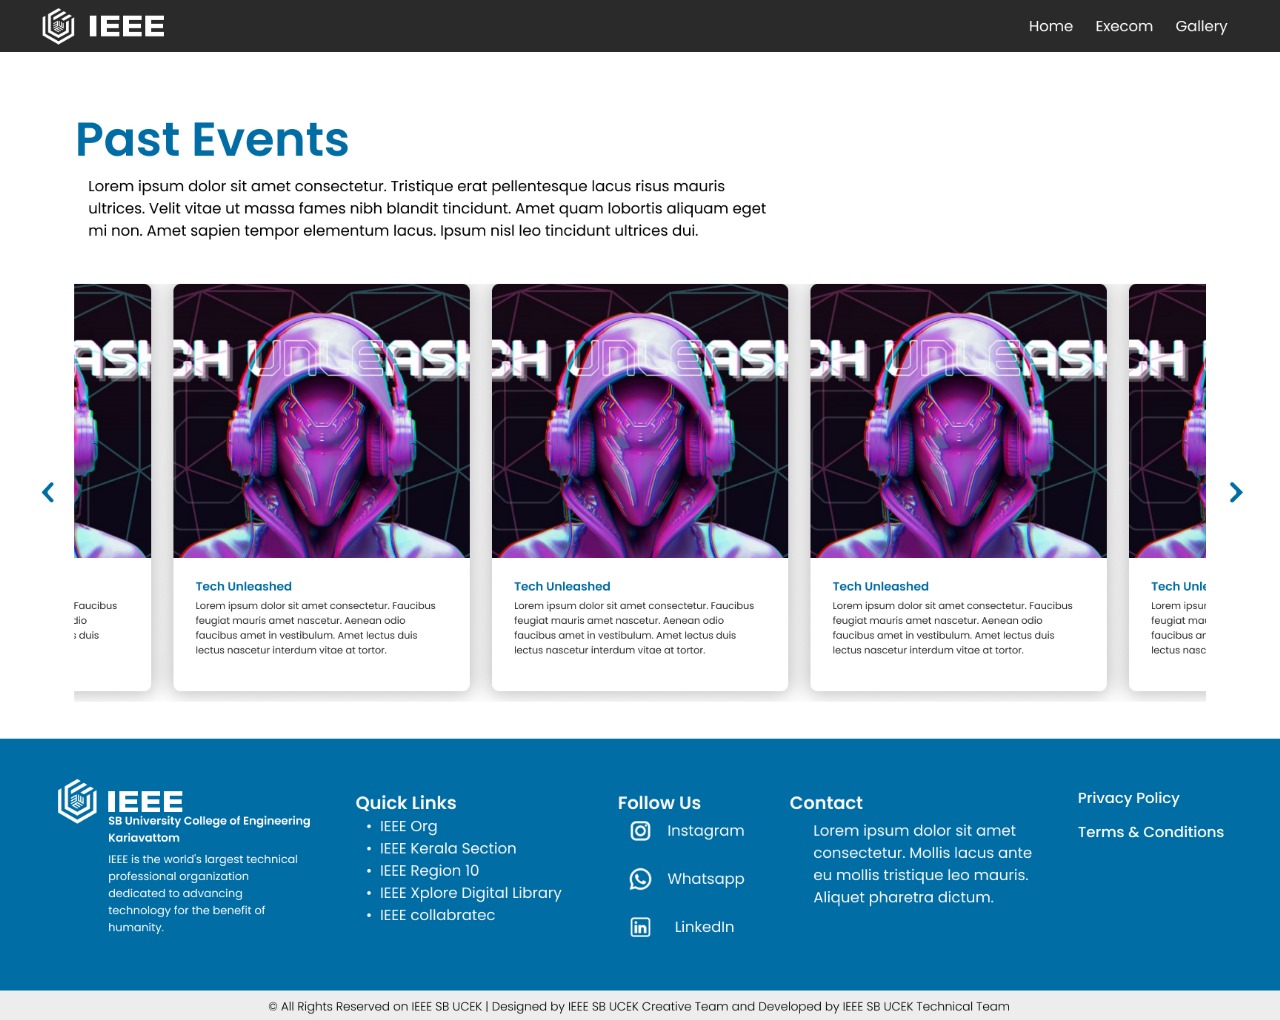 IEEE
Home Execom Gallery
Past Events
Lorem ipsum dolor sit amet consectetur. Tristique erat pellentesque lacus risus mauris
ultrices. Velit vitae ut massa fames nibh blandit tincidunt. Amet quam lobortis aliquam eget
mi non. Amet sapien tempor elementum lacus. Ipsum nisl leo tincidunt ultrices dui.
ASH
Faucibus
dio
s duis
CH UNLEASH
Tech Unleashed
Lorem ipsum dolor sit amet consectetur. Faucibus
feugiat mauris amet nascetur. Aenean odio
faucibus amet in vestibulum. Amet lectus duis
lectus nascetur interdum vitae at tortor.
CH UNLEASH
Tech Unleashed
Lorem ipsum dolor sit amet consectetur. Faucibus
feugiat mauris amet nascetur. Aenean odio
faucibus amet in vestibulum. Amet lectus duis
lectus nascetur interdum vitae at tortor.
CH UNLEASH
Tech Unleashed
Lorem ipsum dolor sit amet consectetur. Faucibus
feugiat mauris amet nascetur. Aenean odio
faucibus amet in vestibulum. Amet lectus duis
lectus nascetur interdum vitae at tortor.
CH
Tech Unle
Lorem ipsur
feugiat mau
faucibus ar
lectus nasc
IEEE
SB University College of Engineering
Kariavattom
IEEE is the world's largest technical
professional organization
dedicated to advancing
technology for the benefit of
humanity.
Quick Links
• IEEE Org
• IEEE Kerala Section
• IEEE Region 10
• IEEE Xplore Digital Library
• IEEE collabratec
Follow Us
Instagram
Whatsapp
LinkedIn
Contact
Lorem ipsum dolor sit amet
consectetur. Mollis lacus ante
eu mollis tristique leo mauris.
Aliquet pharetra dictum.
Privacy Policy
Terms & Conditions
© All Rights Reserved on IEEE SB UCEK | Designed by IEEE SB UCEK Creative Team and Developed by IEEE SB UCEK Technical Team